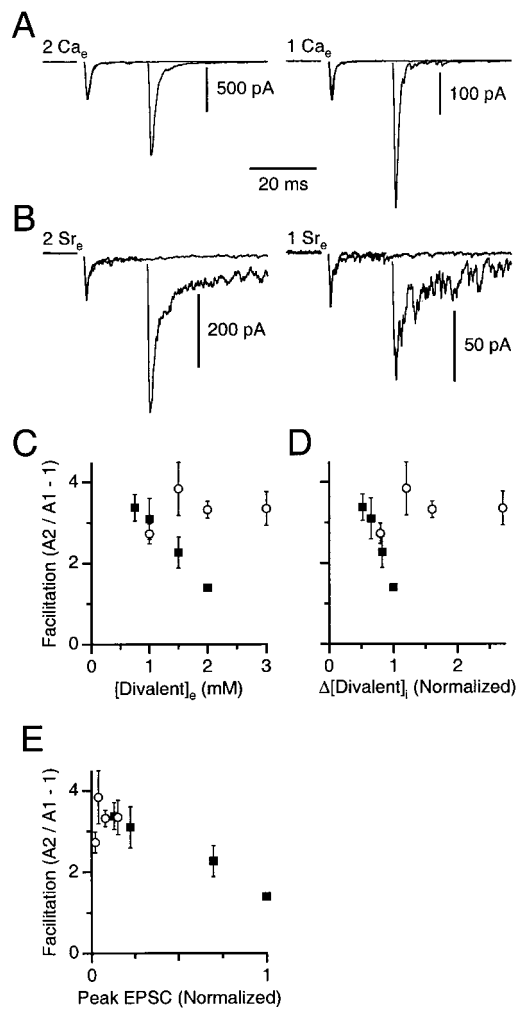 A
2 Caₑ
1 Caₑ
500 pA
100 pA
20 ms
B
2 Srₑ
1 Srₑ
200 pA
50 pA
C
D
Facilitation (A2 / A1 - 1)
4
2
0
0 1 2 3
[Divalent]ₑ (mM)
0 1 2
Δ[Divalent]ᵢ (Normalized)
E
Facilitation (A2 / A1 - 1)
4
2
0
0 1
Peak EPSC (Normalized)